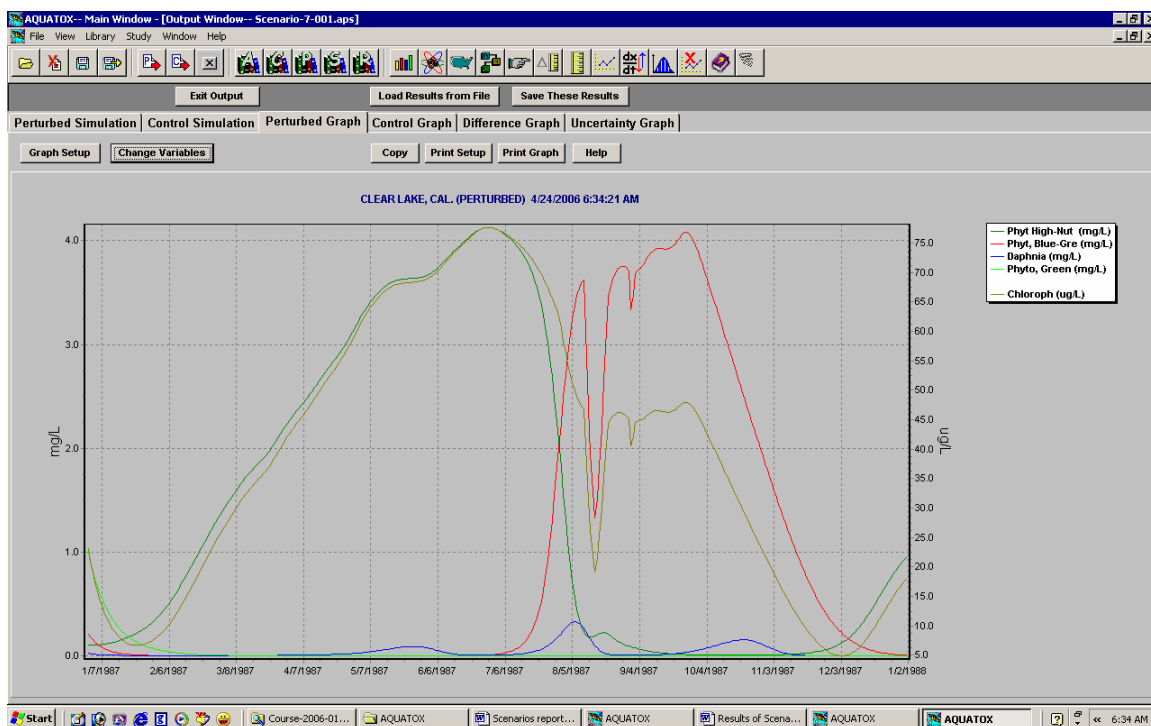 AQUATOX-- Main Window - [Output Window-- Scenario-7-001.aps]
File View Library Study Window Help
Exit Output Load Results from File Save These Results
Perturbed Simulation Control Simulation Perturbed Graph Control Graph Difference Graph Uncertainty Graph
Graph Setup Change Variables Copy Print Setup Print Graph Help
CLEAR LAKE, CAL. (PERTURBED) 4/24/2006 6:34:21 AM
Phyt High-Nut (mg/L)
Phyt, Blue-Gre (mg/L)
Daphnia (mg/L)
Phyto, Green (mg/L)
Chloroph (ug/L)
mg/L
4.0
3.0
2.0
1.0
0.0
ug/L
75.0
70.0
65.0
60.0
55.0
50.0
45.0
40.0
35.0
30.0
25.0
20.0
15.0
10.0
5.0
1/7/1987 2/6/1987 3/8/1987 4/7/1987 5/7/1987 6/6/1987 7/6/1987 8/5/1987 9/4/1987 10/4/1987 11/3/1987 12/23/1987 1/2/1988
Start Course-2006-01... AQUATOX Scenarios report... AQUATOX Results of Scena... AQUATOX AQUATOX 6:34 AM